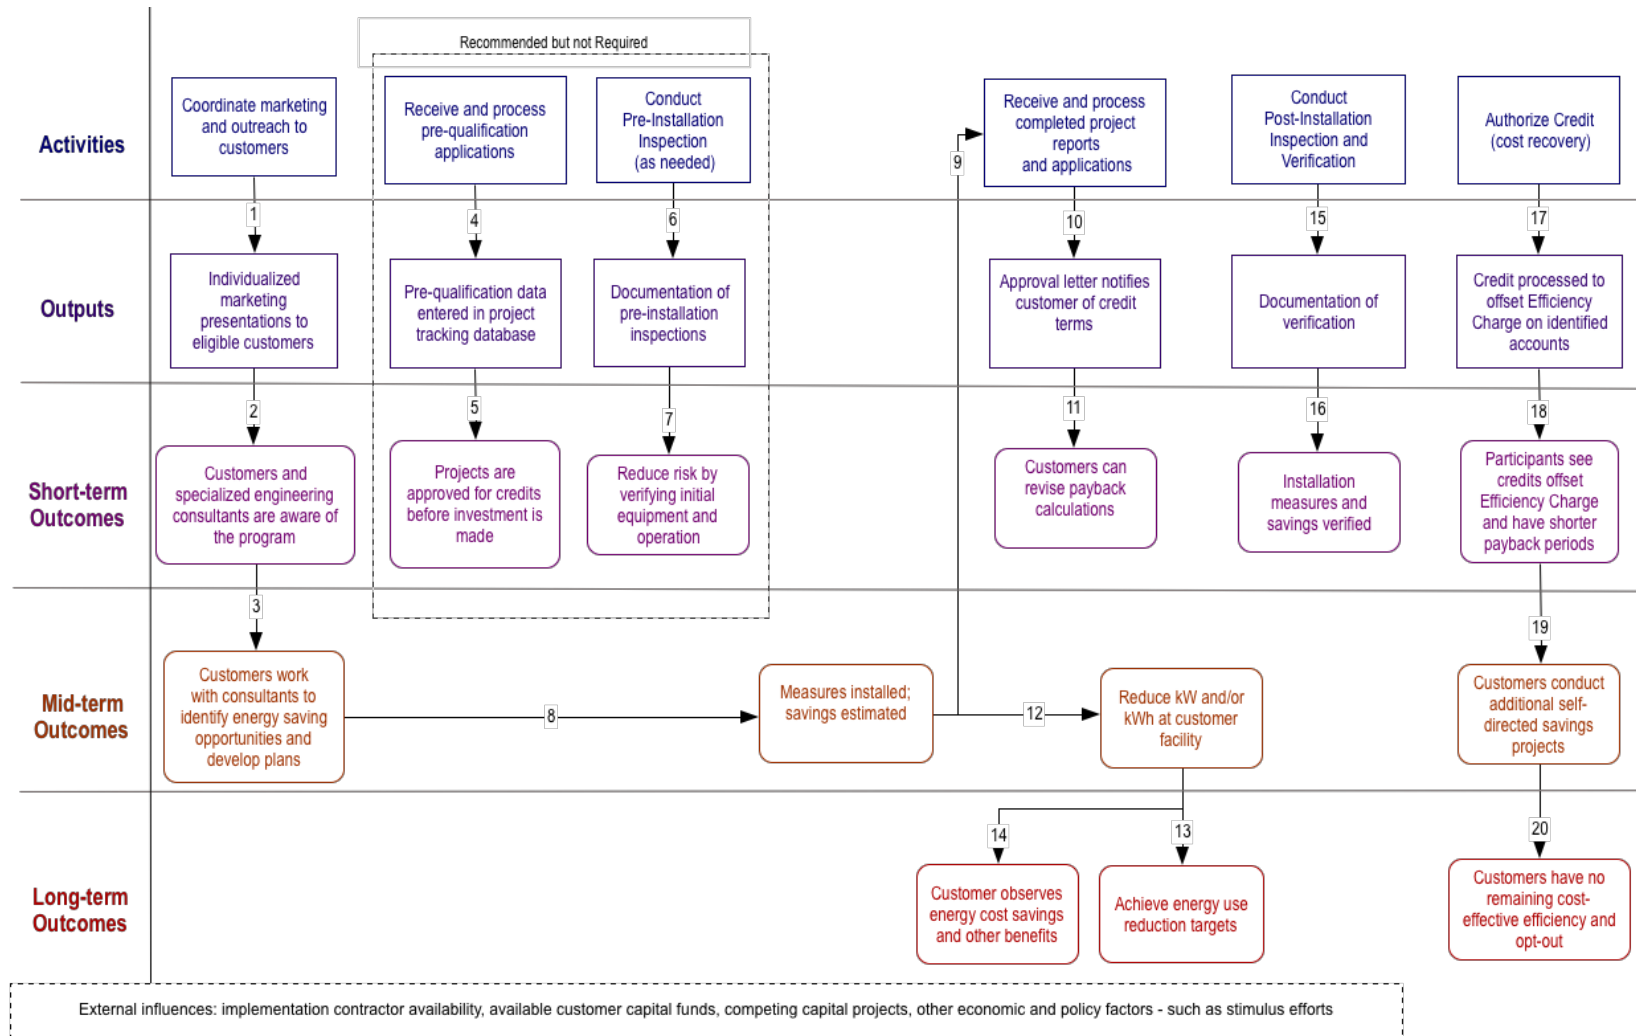 Recommended but not Required
Activities
Coordinate marketing
and outreach to
customers
Receive and process
pre-qualification
applications
Conduct
Pre-Installation
Inspection
(as needed)
Receive and process
completed project
reports
and applications
Conduct
Post-Installation
Inspection and
Verification
Authorize Credit
(cost recovery)
9
1
4
6
10
15
17
Outputs
Individualized
marketing
presentations to
eligible customers
Pre-qualification data
entered in project
tracking database
Documentation of
pre-installation
inspections
Approval letter notifies
customer of credit
terms
Documentation of
verification
Credit processed to
offset Efficiency
Charge on identified
accounts
2
5
7
11
16
18
Short-term
Outcomes
Customers and
specialized engineering
consultants are aware of
the program
Projects are
approved for credits
before investment is
made
Reduce risk by
verifying initial
equipment and
operation
Customers can
revise payback
calculations
Installation
measures and
savings verified
Participants see
credits offset
Efficiency Charge
and have shorter
payback periods
3
19
Mid-term
Outcomes
Customers work
with consultants to
identify energy saving
opportunities and
develop plans
8
Measures installed;
savings estimated
12
Reduce kW and/or
kWh at customer
facility
Customers conduct
additional self-
directed savings
projects
14
13
20
Long-term
Outcomes
Customer observes
energy cost savings
and other benefits
Achieve energy use
reduction targets
Customers have no
remaining cost-
effective efficiency and
opt-out
External influences: implementation contractor availability, available customer capital funds, competing capital projects, other economic and policy factors - such as stimulus efforts